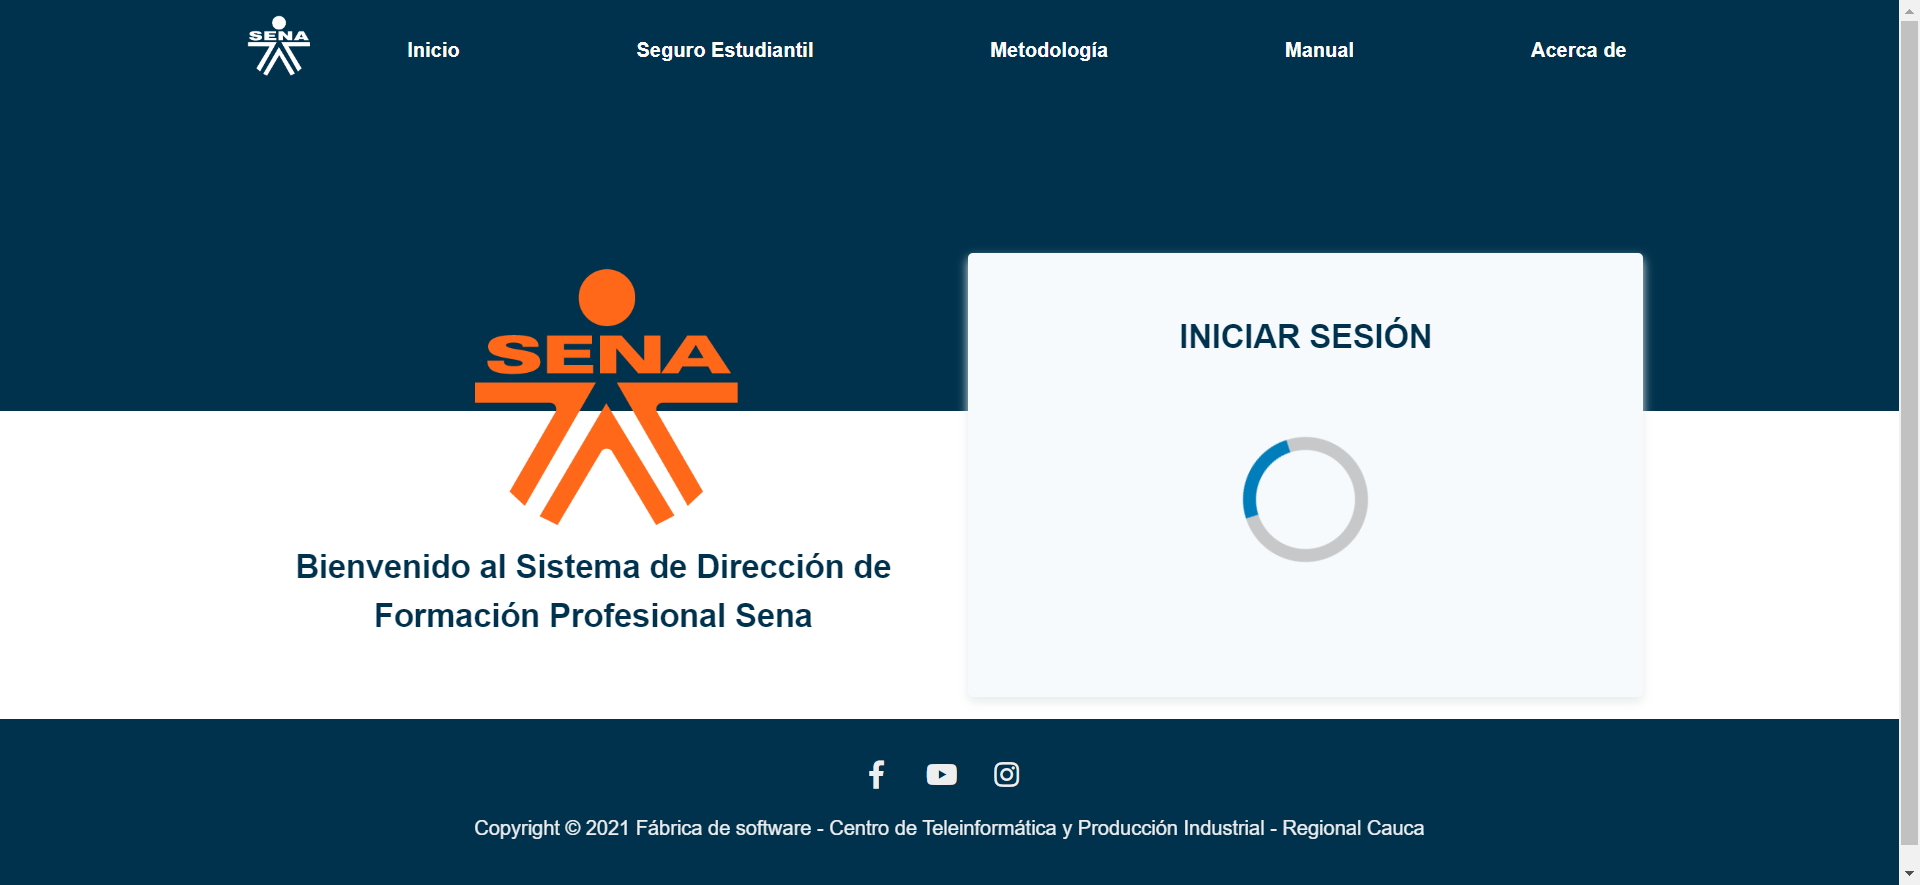 SENA
Inicio
Seguro Estudiantil
Metodología
Manual
Acerca de
SENA
Bienvenido al Sistema de Dirección de
Formación Profesional Sena
INICIAR SESIÓN
Copyright © 2021 Fábrica de software - Centro de Teleinformática y Producción Industrial - Regional Cauca